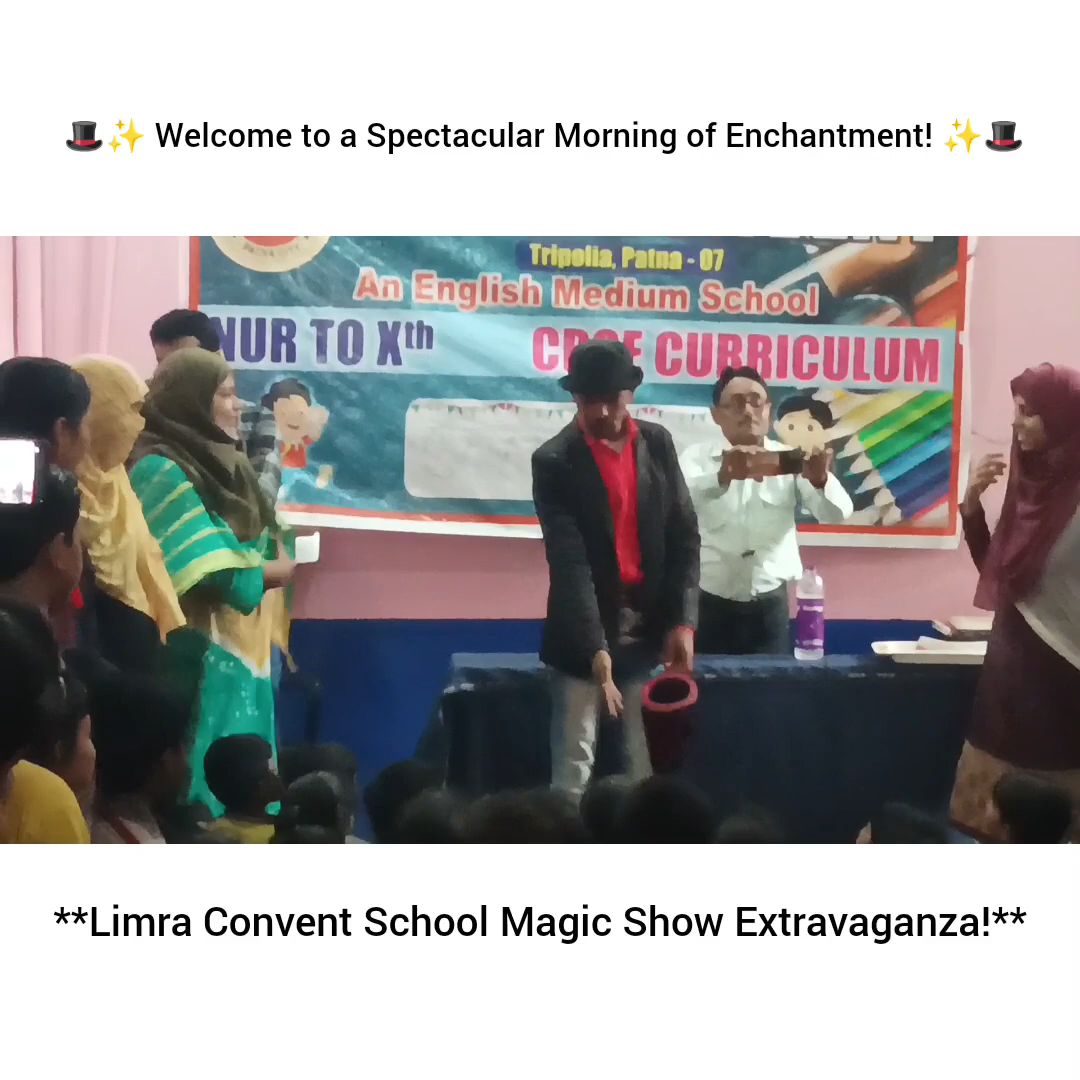 🎩✨ Welcome to a Spectacular Morning of Enchantment! ✨🎩
Tripolia, Patna - 07
An English Medium School
NUR TO Xth
CURRICULUM
**Limra Convent School Magic Show Extravaganza!**